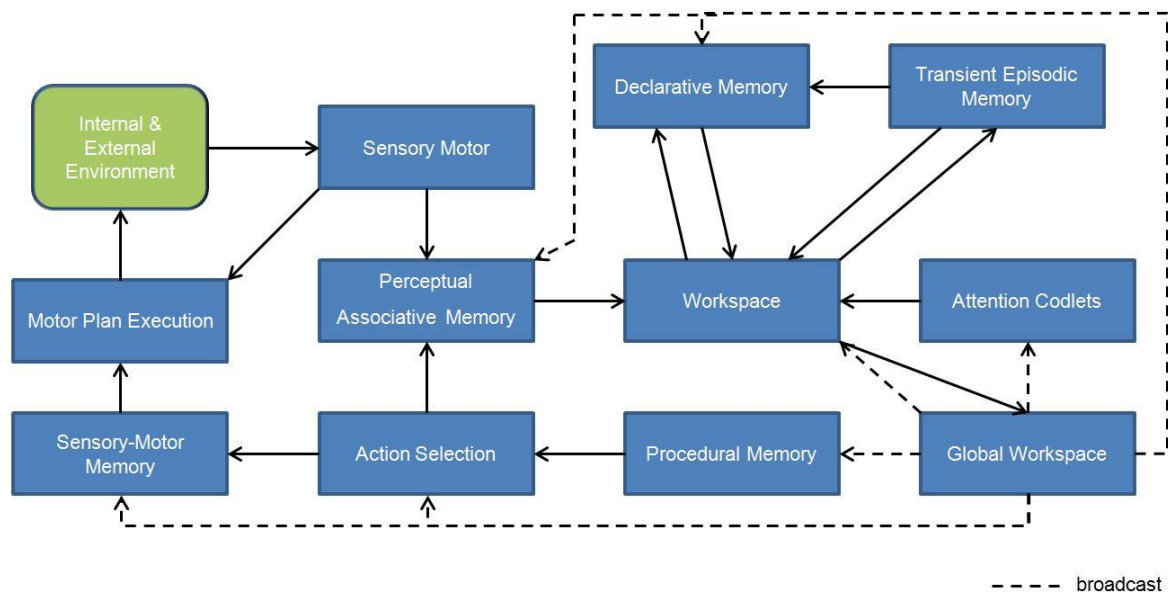 Declarative Memory
Transient Episodic
Memory
Internal &
External
Environment
Sensory Motor
Motor Plan Execution
Perceptual
Associative Memory
Workspace
Attention Codlets
Sensory-Motor
Memory
Action Selection
Procedural Memory
Global Workspace
broadcast